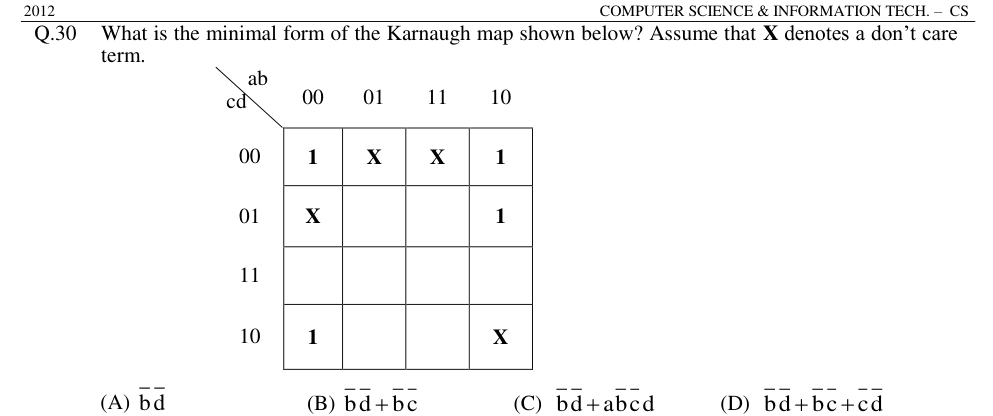 2012 COMPUTER SCIENCE & INFORMATION TECH. – CS
Q.30 What is the minimal form of the Karnaugh map shown below? Assume that X denotes a don't care
term.
ab
cd 00 01 11 10
00 1 X X 1
01 X 1
11
10 1 X
(A) b̅ d̅ (B) b̅ d̅ + b̅ c̅ (C) b̅ d̅ + a b̅ c̅ d (D) b̅ d̅ + b̅ c̅ + c̅ d̅